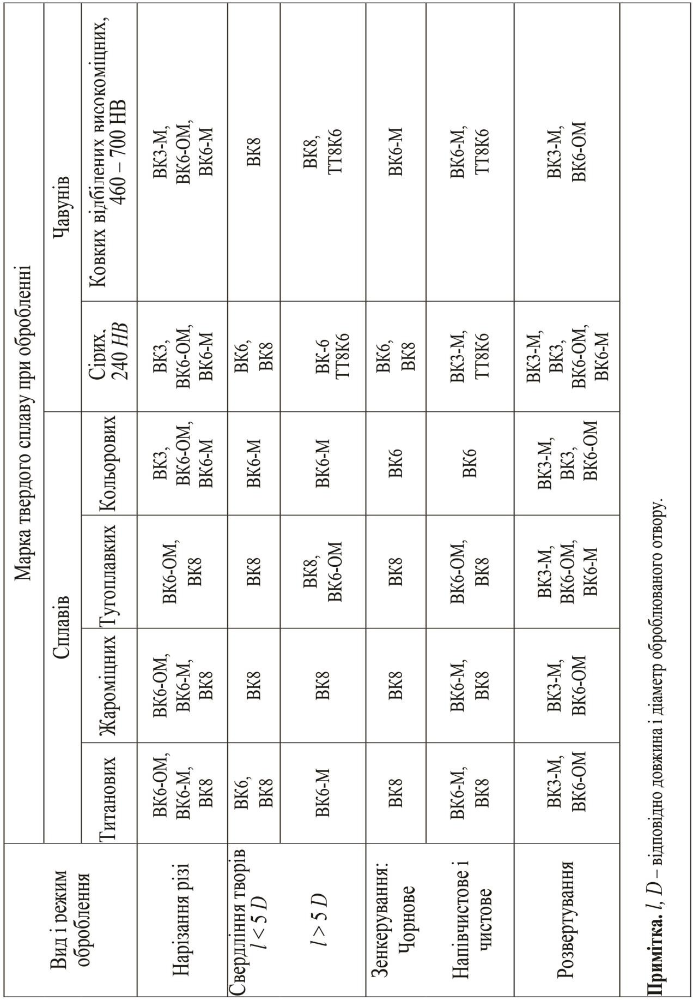 Вид і режим
оброблення
Марка твердого сплаву при обробленні
Сплавів
Чавунів
Титанових
Жароміцних
Тугоплавких
Кольорових
Сірих,
240 НВ
Ковких відбілених високоміцних,
460 – 700 НВ
Нарізання різі
ВК6-ОМ,
ВК6-М,
ВК8
ВК6-ОМ,
ВК6-М,
ВК8
ВК6-ОМ,
ВК8
ВК3,
ВК6-ОМ,
ВК6-М
ВК3,
ВК6-ОМ,
ВК6-М
ВК3-М,
ВК6-ОМ,
ВК6-М
Свердління творів
l < 5 D
ВК6,
ВК8
ВК8
ВК8
ВК6-М
ВК6,
ВК8
ВК8
l > 5 D
ВК6-М
ВК8
ВК8,
ВК6-ОМ
ВК6-М
ВК-6
ТТ8К6
ВК8,
ТТ8К6
Зенкерування:
Чорнове
ВК8
ВК8
ВК8
ВК6
ВК6,
ВК8
ВК6-М
Напівчистове і
чистове
ВК6-М,
ВК8
ВК6-М,
ВК8
ВК6-ОМ,
ВК8
ВК6
ВК3-М,
ТТ8К6
ВК6-М,
ТТ8К6
Розвертування
ВК3-М,
ВК6-ОМ
ВК3-М,
ВК6-ОМ
ВК3-М,
ВК6-ОМ,
ВК6-М
ВК3-М,
ВК3,
ВК6-ОМ
ВК3-М,
ВК3,
ВК6-ОМ,
ВК6-М
ВК3-М,
ВК6-ОМ
Примітка. l, D – відповідно довжина і діаметр оброблюваного отвору.